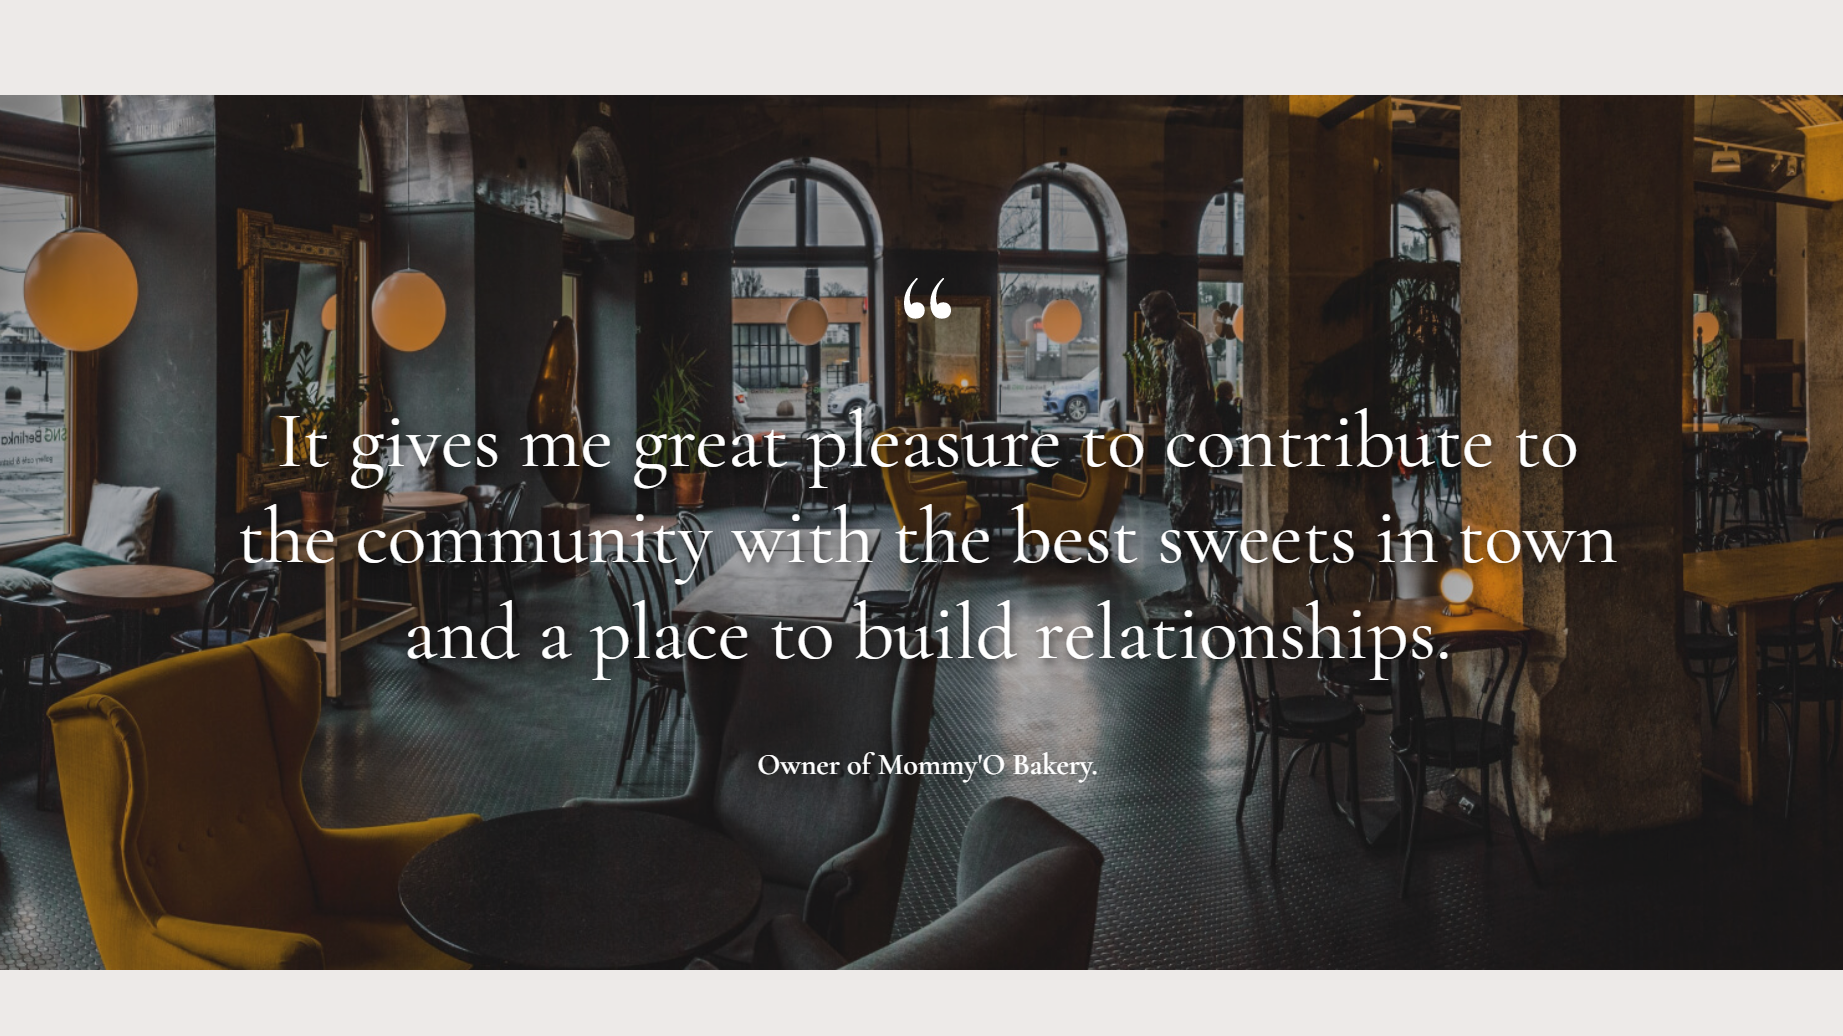 “
It gives me great pleasure to contribute to
the community with the best sweets in town
and a place to build relationships.
Owner of Mommy'O Bakery.